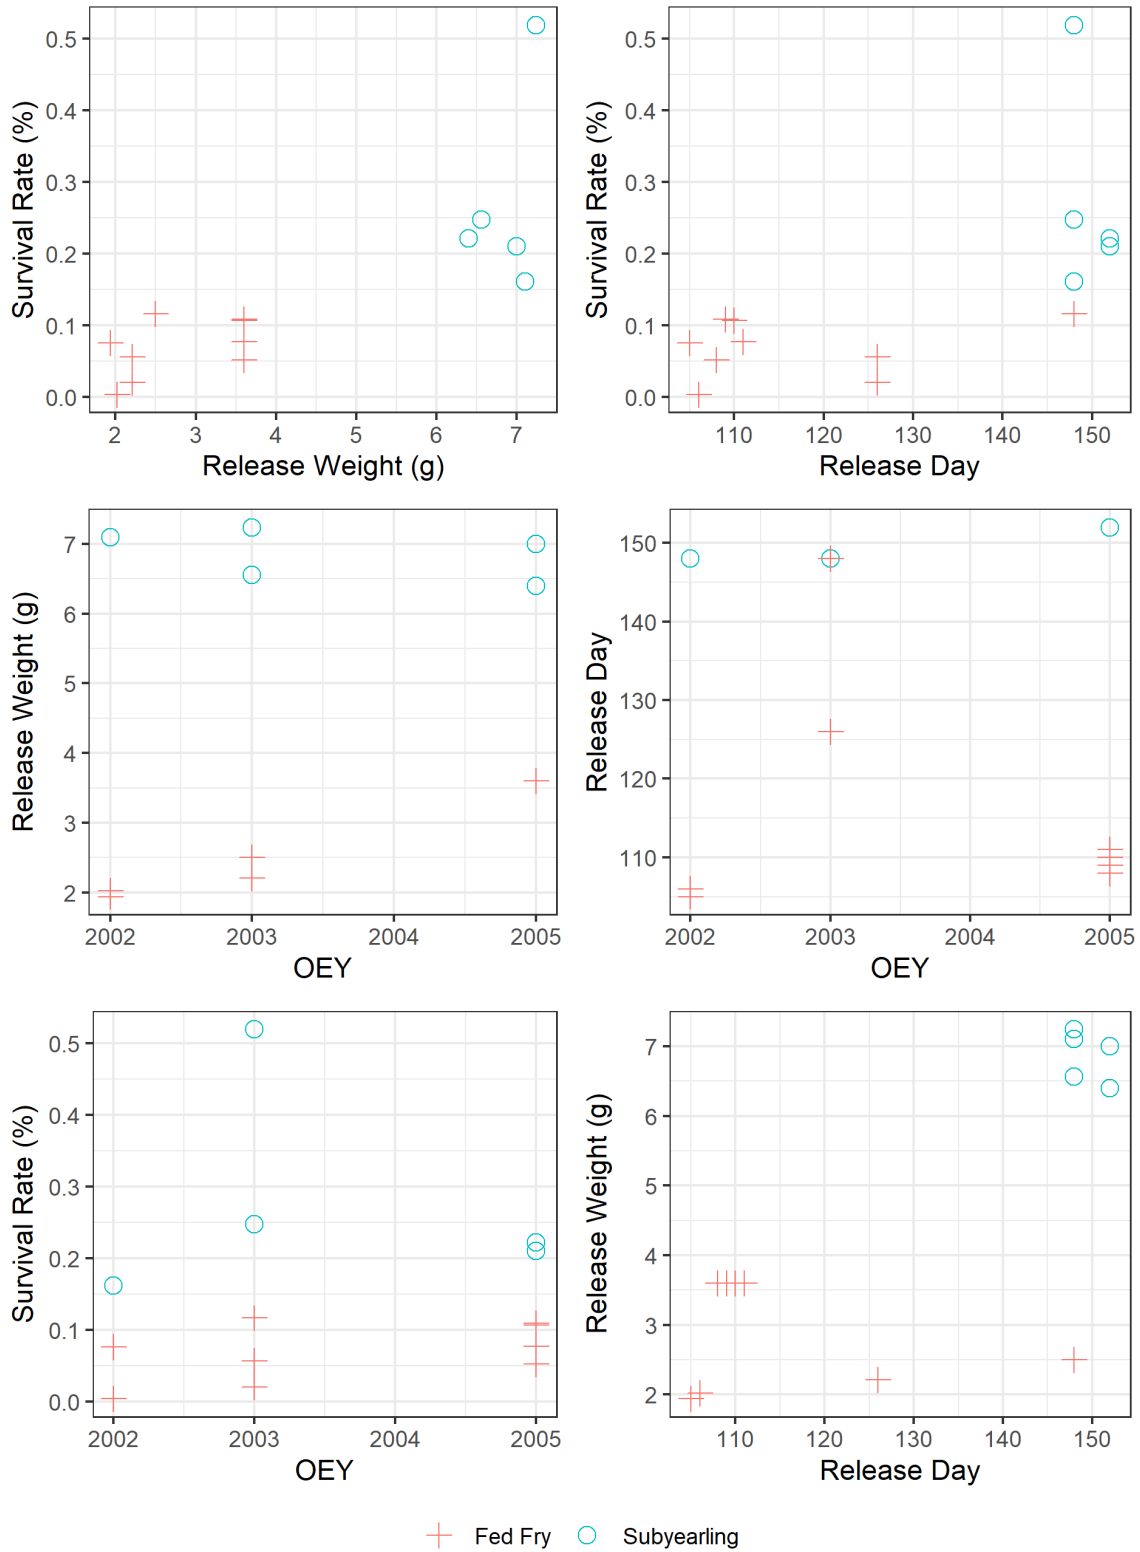 0.5
0.4
0.3
0.2
0.1
0.0
Survival Rate (%)
2 3 4 5 6 7
Release Weight (g)
0.5
0.4
0.3
0.2
0.1
0.0
Survival Rate (%)
110 120 130 140 150
Release Day
7
6
5
4
3
2
Release Weight (g)
2002 2003 2004 2005
OEY
150
140
130
120
110
Release Day
2002 2003 2004 2005
OEY
0.5
0.4
0.3
0.2
0.1
0.0
Survival Rate (%)
2002 2003 2004 2005
OEY
7
6
5
4
3
2
Release Weight (g)
110 120 130 140 150
Release Day
Fed Fry Subyearling